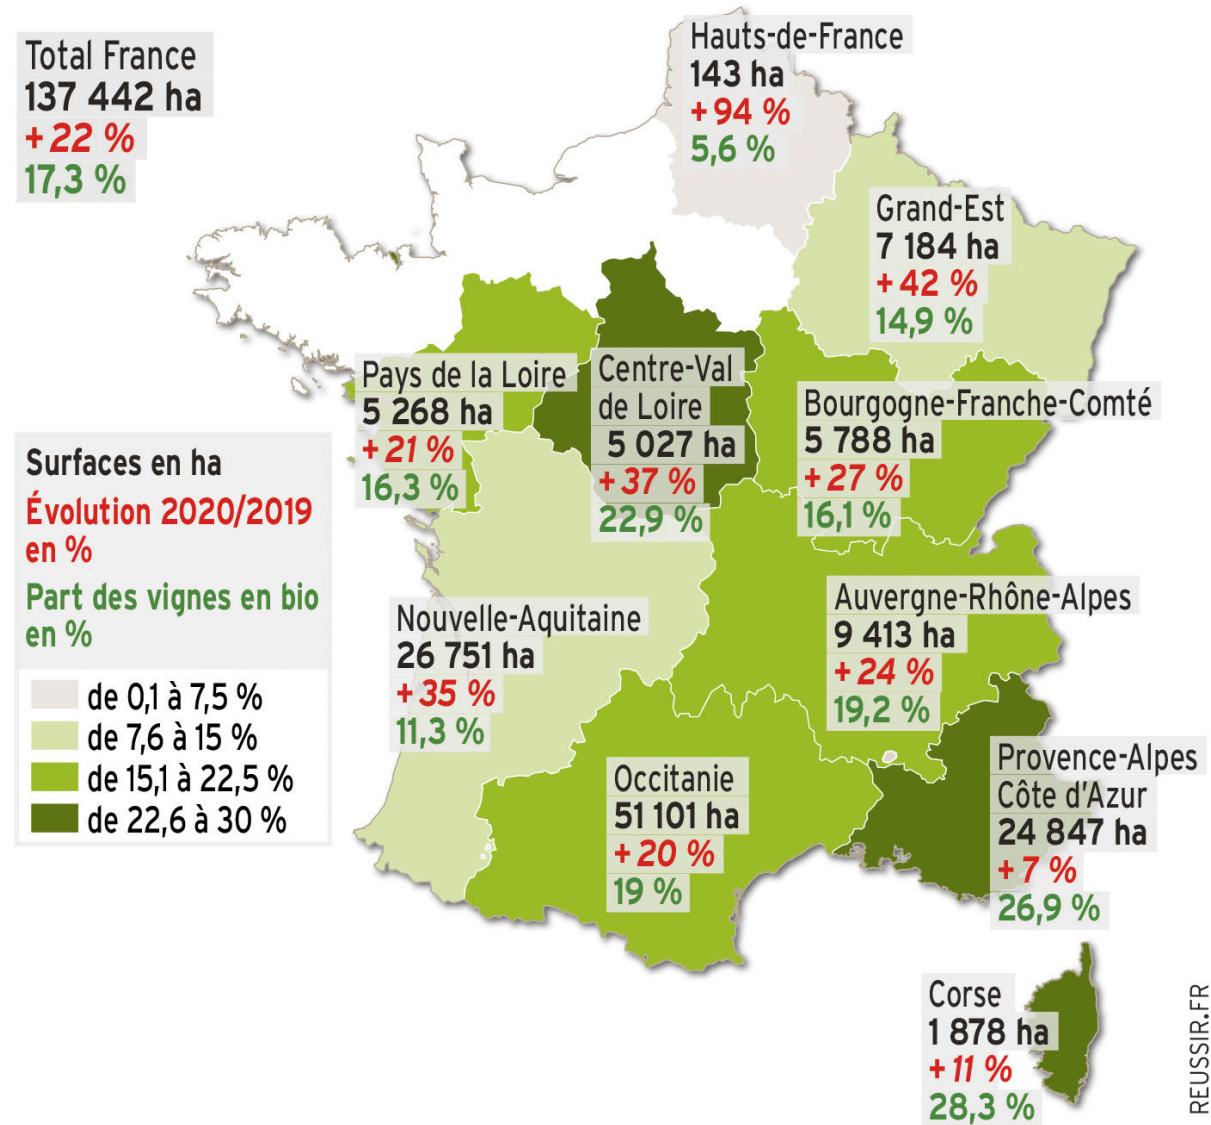 Total France
137 442 ha
+ 22 %
17,3 %
Hauts-de-France
143 ha
+ 94 %
5,6 %
Grand-Est
7 184 ha
+ 42 %
14,9 %
Pays de la Loire
5 268 ha
+ 21 %
16,3 %
Centre-Val
de Loire
5 027 ha
+ 37 %
22,9 %
Bourgogne-Franche-Comté
5 788 ha
+ 27 %
16,1 %
Surfaces en ha
Évolution 2020/2019
en %
Part des vignes en bio
en %
de 0,1 à 7,5 %
de 7,6 à 15 %
de 15,1 à 22,5 %
de 22,6 à 30 %
Nouvelle-Aquitaine
26 751 ha
+ 35 %
11,3 %
Auvergne-Rhône-Alpes
9 413 ha
+ 24 %
19,2 %
Occitanie
51 101 ha
+ 20 %
19 %
Provence-Alpes
Côte d'Azur
24 847 ha
+ 7 %
26,9 %
Corse
1 878 ha
+ 11 %
28,3 %
REUSSIR.FR